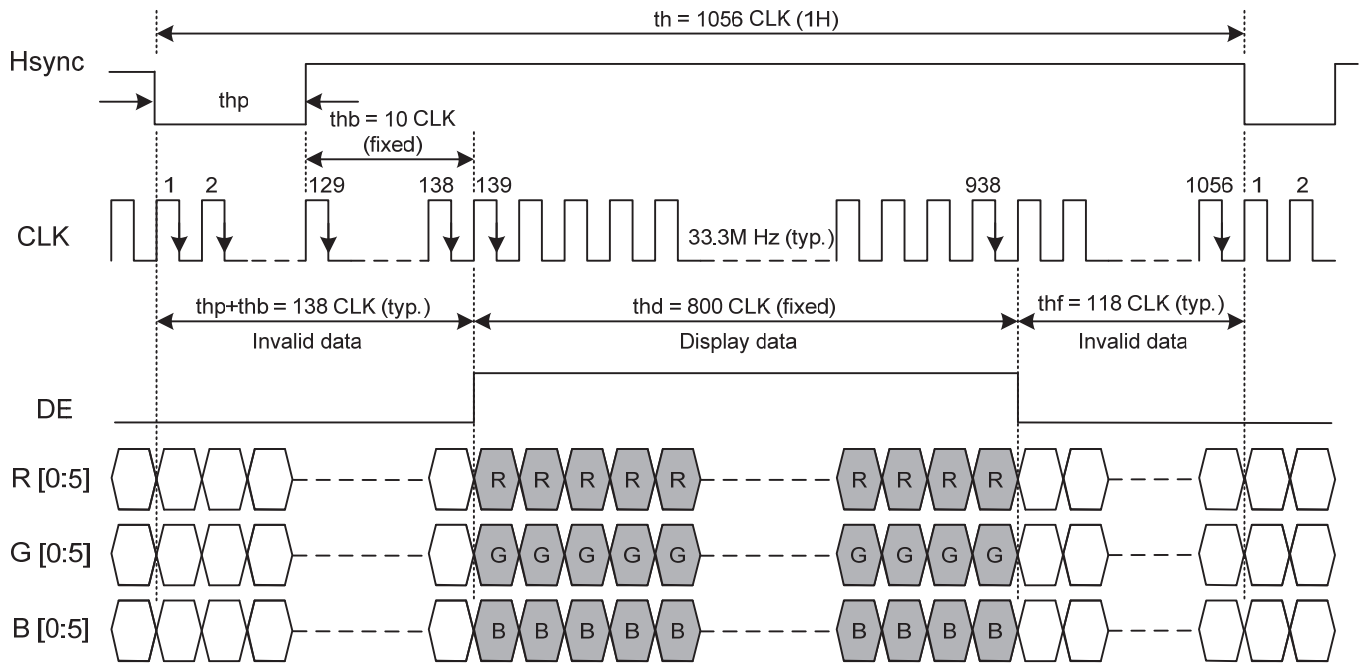 th = 1056 CLK (1H)
Hsync
thp
thb = 10 CLK
(fixed)
1 2 129 138 139 938 1056 1 2
CLK
33.3M Hz (typ.)
thp+thb = 138 CLK (typ.) thd = 800 CLK (fixed) thf = 118 CLK (typ.)
Invalid data Display data Invalid data
DE
R [0:5] R R R R R R R R R
G [0:5] G G G G G G G G G
B [0:5] B B B B B B B B B